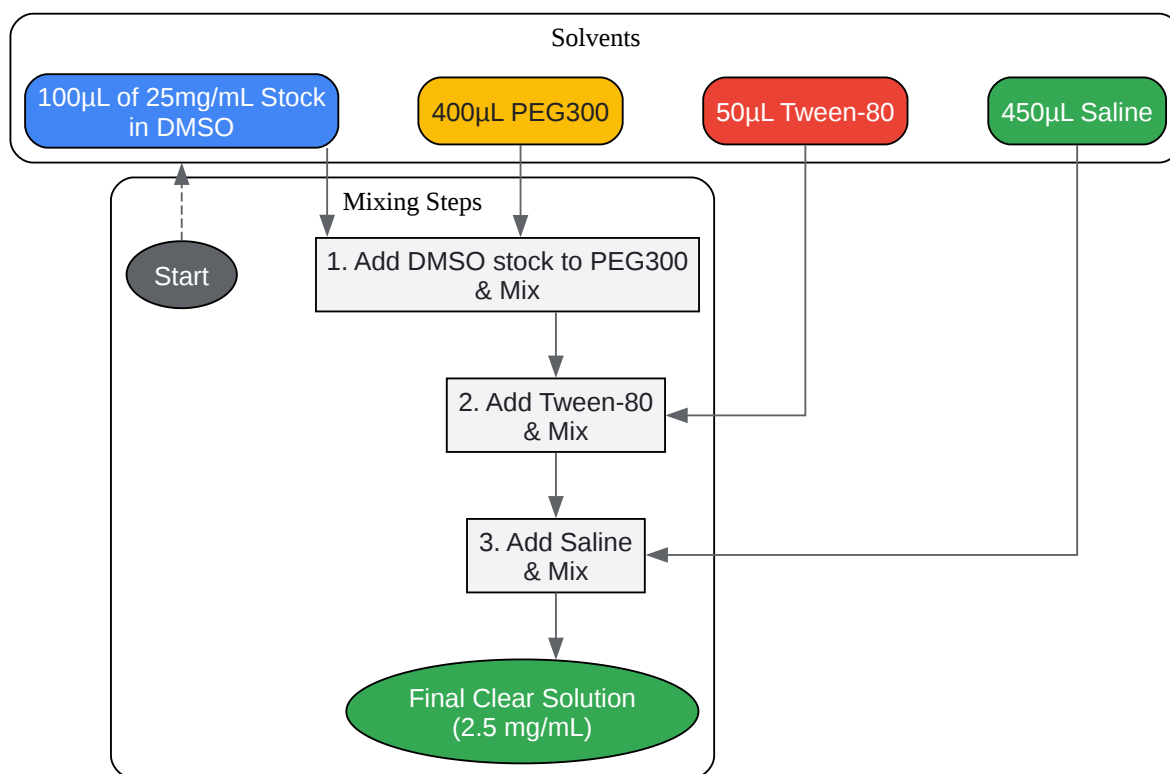 Solvents
100µL of 25mg/mL Stock
in DMSO
400µL PEG300
50µL Tween-80
450µL Saline
Mixing Steps
Start
1. Add DMSO stock to PEG300
& Mix
2. Add Tween-80
& Mix
3. Add Saline
& Mix
Final Clear Solution
(2.5 mg/mL)